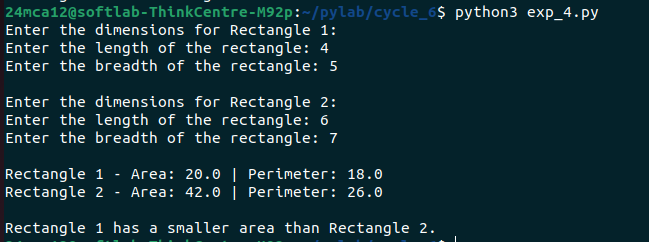 24mca12@softlab-ThinkCentre-M92p:~/pylab/cycle_6$ python3 exp_4.py
Enter the dimensions for Rectangle 1:
Enter the length of the rectangle: 4
Enter the breadth of the rectangle: 5
Enter the dimensions for Rectangle 2:
Enter the length of the rectangle: 6
Enter the breadth of the rectangle: 7
Rectangle 1 - Area: 20.0 | Perimeter: 18.0
Rectangle 2 - Area: 42.0 | Perimeter: 26.0
Rectangle 1 has a smaller area than Rectangle 2.